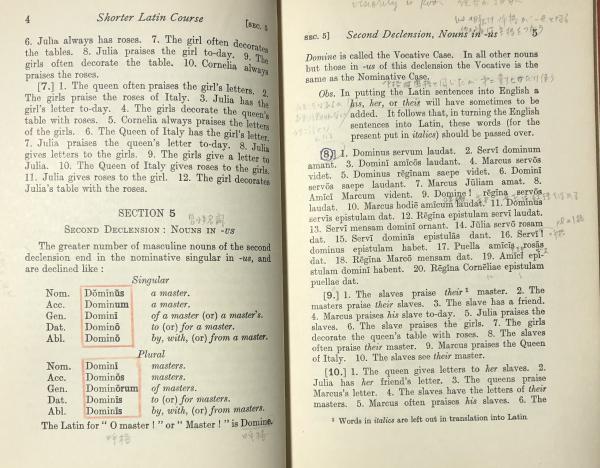 4 Shorter Latin Course [SEC. 5
6. Julia always has roses. 7. The girl often decorates
the tables. 8. Julia praises the girl to-day. 9. The
girls often decorate the table. 10. Cornelia always
praises the roses.
[7.] 1. The queen often praises the girl's letters. 2.
The girls praise the roses of Italy. 3. Julia has the
girl's letter to-day. 4. The girls decorate the queen's
table with roses. 5. Cornelia always praises the letters
of the girls. 6. The Queen of Italy has the girl's letter.
7. Julia praises the queen's letter to-day. 8. Julia
gives letters to the girls. 9. The girls give a letter to
Julia. 10. The Queen of Italy gives roses to the girls.
11. Julia gives roses to the girl. 12. The girl decorates
Julia's table with the roses.
SECTION 5
SECOND DECLENSION: NOUNS IN -us
The greater number of masculine nouns of the second
declension end in the nominative singular in -us, and
are declined like:
Singular
Nom. Dominŭs a master.
Acc. Dominum a master.
Gen. Dominī of a master (or) a master's.
Dat. Dominō to (or) for a master.
Abl. Dominō by, with, (or) from a master.
Plural
Nom. Dominī masters.
Acc. Dominōs masters.
Gen. Dominōrum of masters.
Dat. Dominīs to (or) for masters.
Abl. Dominīs by, with, (or) from masters.
The Latin for " O master ! " or " Master ! " is Domine.
呼格 呼格
SEC. 5] Second Declension, Nouns in -us
Domine is called the Vocative Case. In all other nouns
but those in -us of this declension the Vocative is the
same as the Nominative Case.
Obs. In putting the Latin sentences into English a
his, her, or their will have sometimes to be
added. It follows that, in turning the English
sentences into Latin, these words (for the
present put in italics) should be passed over.
[8.] 1. Dominus servum laudat. 2. Servī dominum
amant. 3. Dominī amīcōs laudant. 4. Marcus servōs
videt. 5. Dominus rēgīnam saepe videt. 6. Dominī
servōs saepe laudant. 7. Marcus Jūliam amat. 8.
Amīcī Marcum vident. 9. Domine ! rēgīna servōs
laudat. 10. Marcus hodiē amīcum laudat. 11. Dominus
servīs epistulam dat. 12. Rēgīna epistulam servī laudat.
13. Servī mensam dominī ornant. 14. Jūlia servō rosam
dat. 15. Servī dominīs epistulās dant. 16. Servī
dominus epistulam habet. 17. Puella amīcīs rosās
dat. 18. Rēgīna Marcō mensam dat. 19. Amīcī epi-
stulam dominī habent. 20. Rēgīna Cornēliae epistulam
puellae dat.
[9.] 1. The slaves praise their¹ master. 2. The
masters praise their slaves. 3. The slave has a friend.
4. Marcus praises his slave to-day. 5. Julia praises the
slaves. 6. The slave praises the girls. 7. The girls
decorate the queen's table with roses. 8. The slaves
often praise their master. 9. Marcus praises the Queen
of Italy. 10. The slaves see their master.
[10.] 1. The queen gives letters to her slaves. 2.
Julia has her friend's letter. 3. The queens praise
Marcus's letter. 4. The slaves have the letters of their
masters. 5. Marcus often praises his slaves. 6. The
¹ Words in italics are left out in translation into Latin.